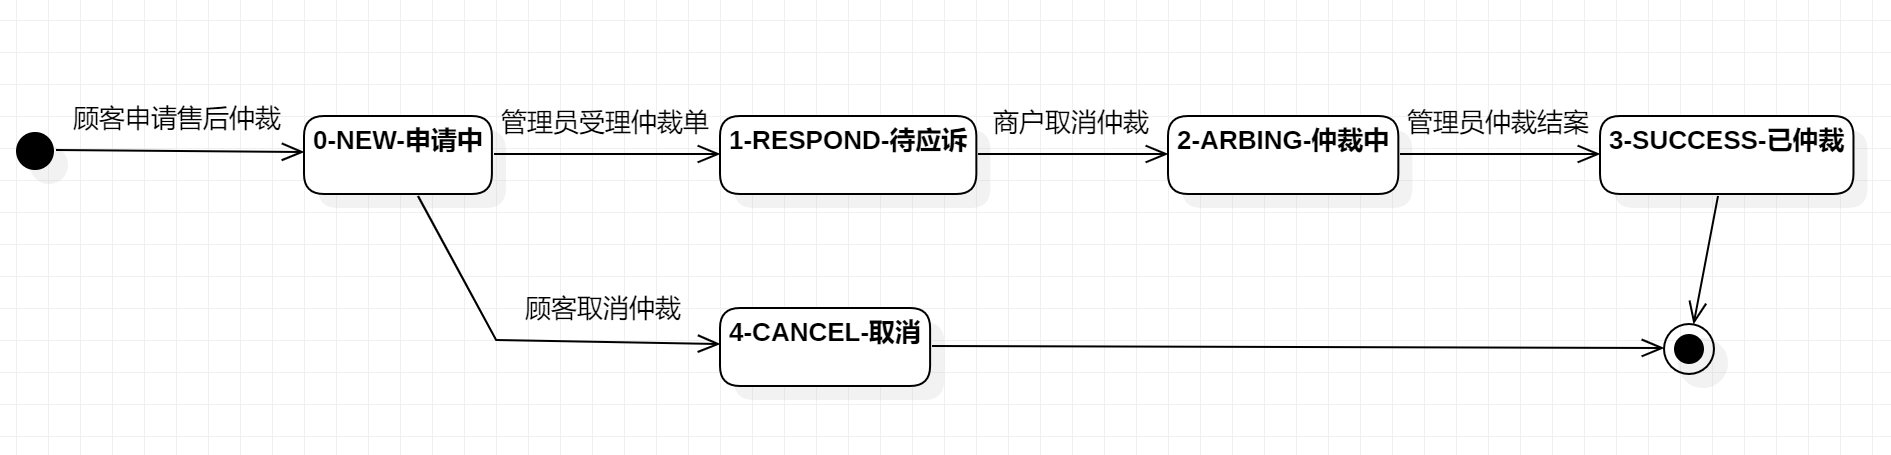 顾客申请售后仲裁
0-NEW-申请中
管理员受理仲裁单
1-RESPOND-待应诉
商户取消仲裁
2-ARBING-仲裁中
管理员仲裁结案
3-SUCCESS-已仲裁
顾客取消仲裁
4-CANCEL-取消